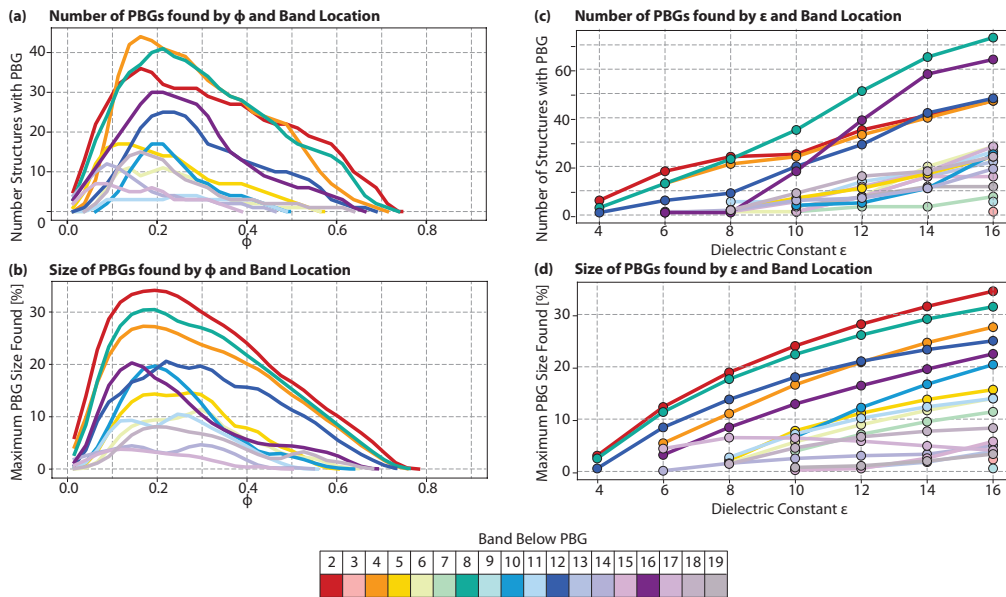 (a) Number of PBGs found by ϕ and Band Location
Number Structures with PBG
40
30
20
10
0
0.0 0.2 0.4 0.6 0.8
ϕ
(b) Size of PBGs found by ϕ and Band Location
Maximum PBG Size Found [%]
30
20
10
0
0.0 0.2 0.4 0.6 0.8
ϕ
(c) Number of PBGs found by ε and Band Location
Number of Structures with PBG
60
40
20
0
4 6 8 10 12 14 16
Dielectric Constant ε
(d) Size of PBGs found by ε and Band Location
Maximum PBG Size Found [%]
30
20
10
0
4 6 8 10 12 14 16
Dielectric Constant ε
Band Below PBG
2 3 4 5 6 7 8 9 10 11 12 13 14 15 16 17 18 19